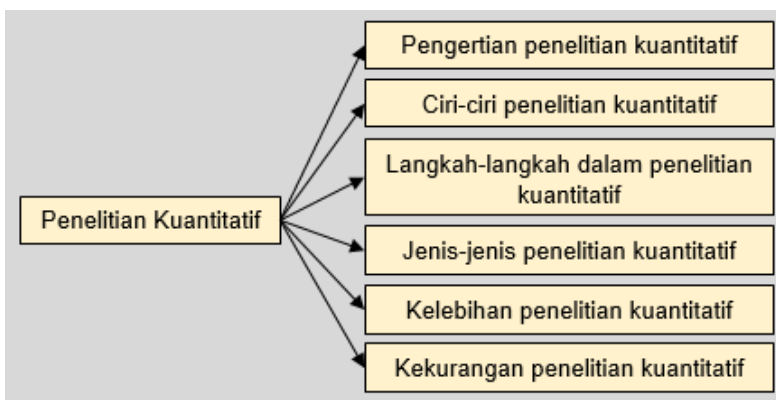 Penelitian Kuantitatif
Pengertian penelitian kuantitatif
Ciri-ciri penelitian kuantitatif
Langkah-langkah dalam penelitian
kuantitatif
Jenis-jenis penelitian kuantitatif
Kelebihan penelitian kuantitatif
Kekurangan penelitian kuantitatif